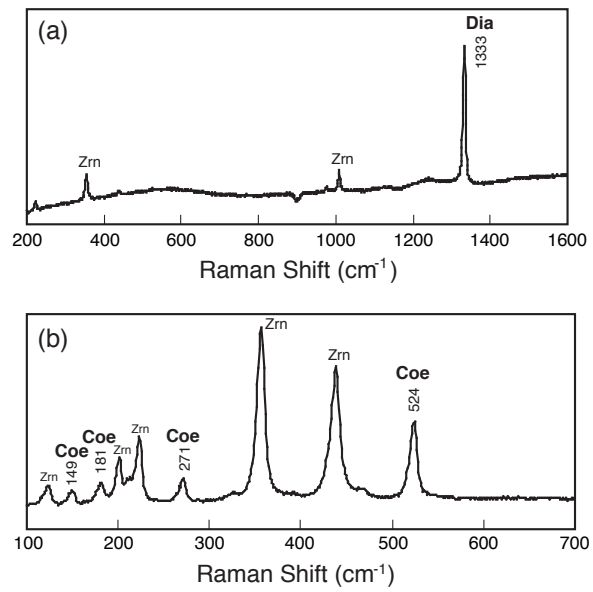 (a)
Dia
1333
Zrn
Zrn
200 400 600 800 1000 1200 1400 1600
Raman Shift (cm-1)
(b)
Zrn
Zrn
Coe
524
Coe
Coe
Coe
Zrn
Zrn
Zrn
149
181
271
100 200 300 400 500 600 700
Raman Shift (cm-1)